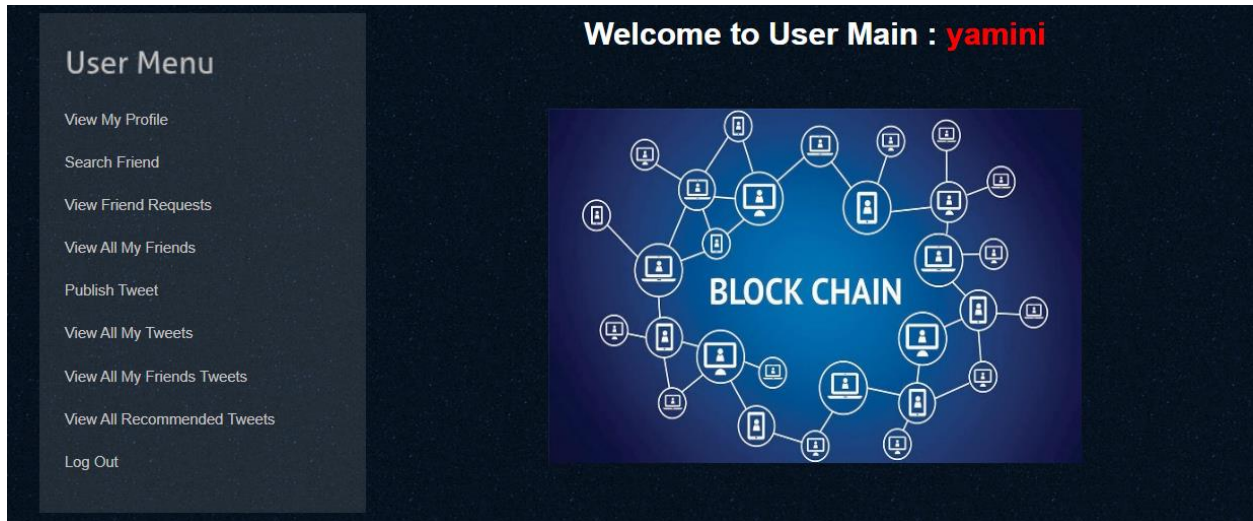 User Menu
View My Profile
Search Friend
View Friend Requests
View All My Friends
Publish Tweet
View All My Tweets
View All My Friends Tweets
View All Recommended Tweets
Log Out
Welcome to User Main : yamini
BLOCK CHAIN